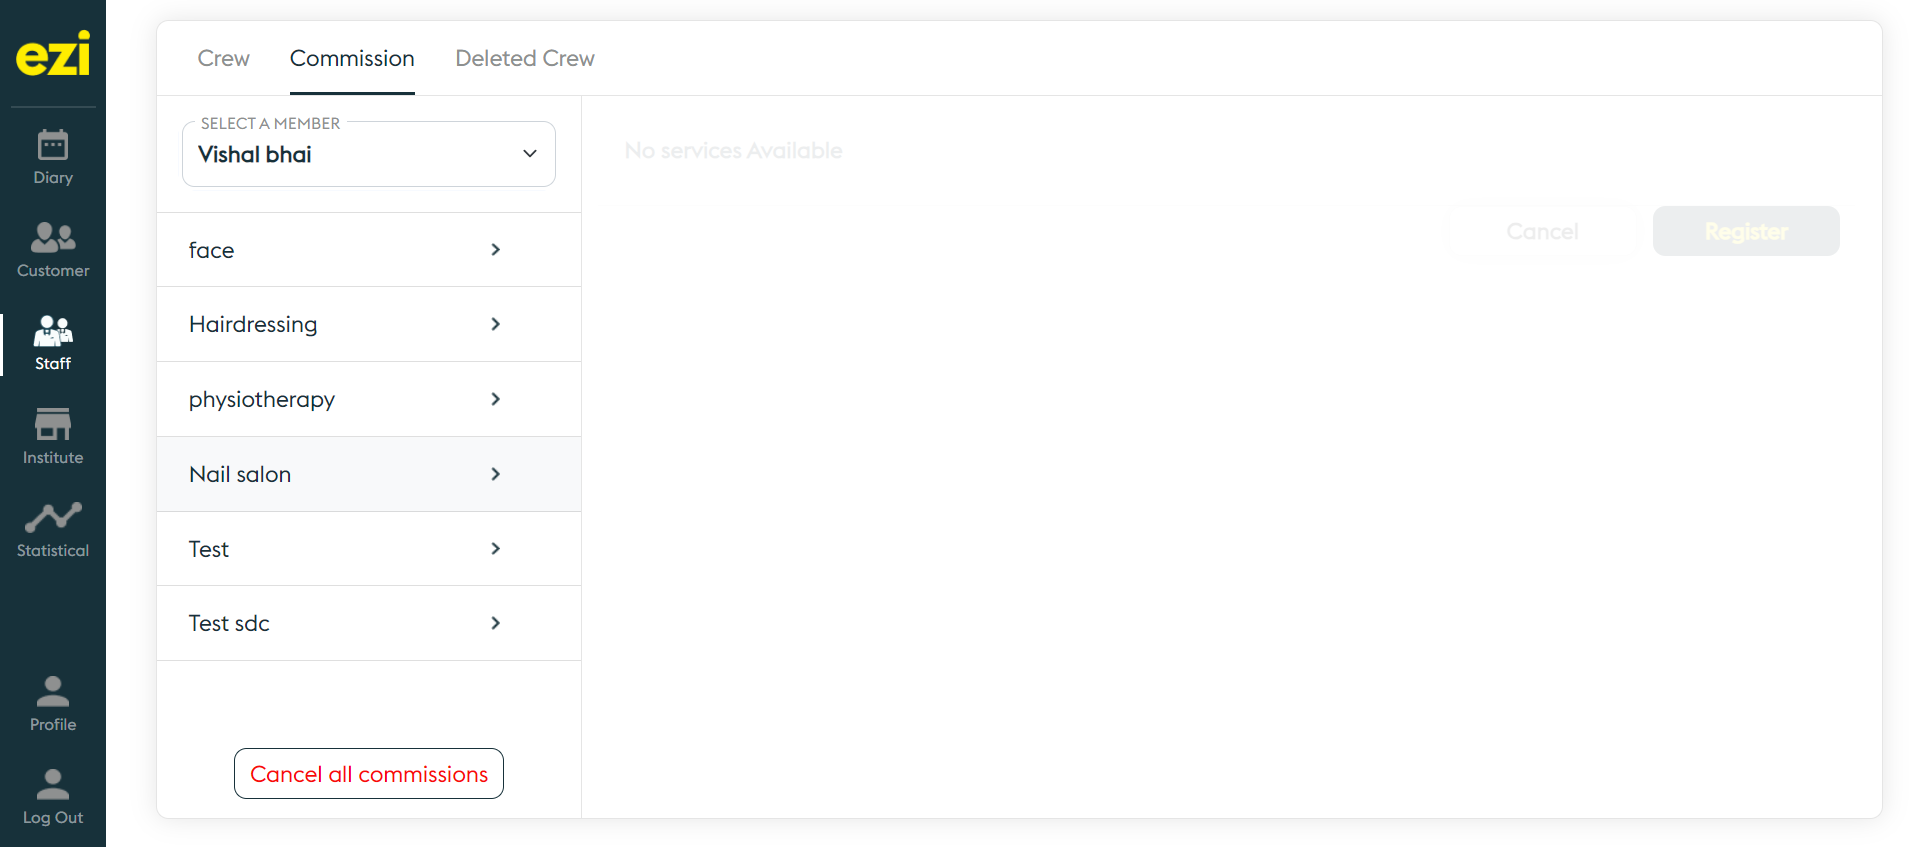 ezi
Diary
Customer
Staff
Institute
Statistical
Profile
Log Out
Crew Commission Deleted Crew
SELECT A MEMBER
Vishal bhai
face
Hairdressing
physiotherapy
Nail salon
Test
Test sdc
Cancel all commissions
No services Available
Cancel Register